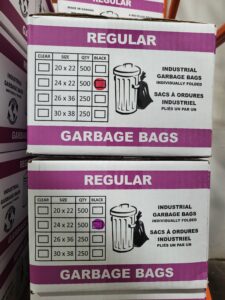 REGULAR
CLEAR SIZE QTY BLACK
20 x 22 500
24 x 22 500
26 x 36 250
30 x 38 250
INDUSTRIAL
GARBAGE BAGS
INDIVIDUALLY FOLDED
SACS À ORDURES
INDUSTRIEL
PLIÉS UN PAR UN
GARBAGE BAGS
REGULAR
CLEAR SIZE QTY BLACK
20 x 22 500
24 x 22 500
26 x 36 250
30 x 38 250
INDUSTRIAL
GARBAGE BAGS
INDIVIDUALLY FOLDED
SACS À ORDURES
INDUSTRIEL
PLIÉS UN PAR UN
GARBAGE BAGS